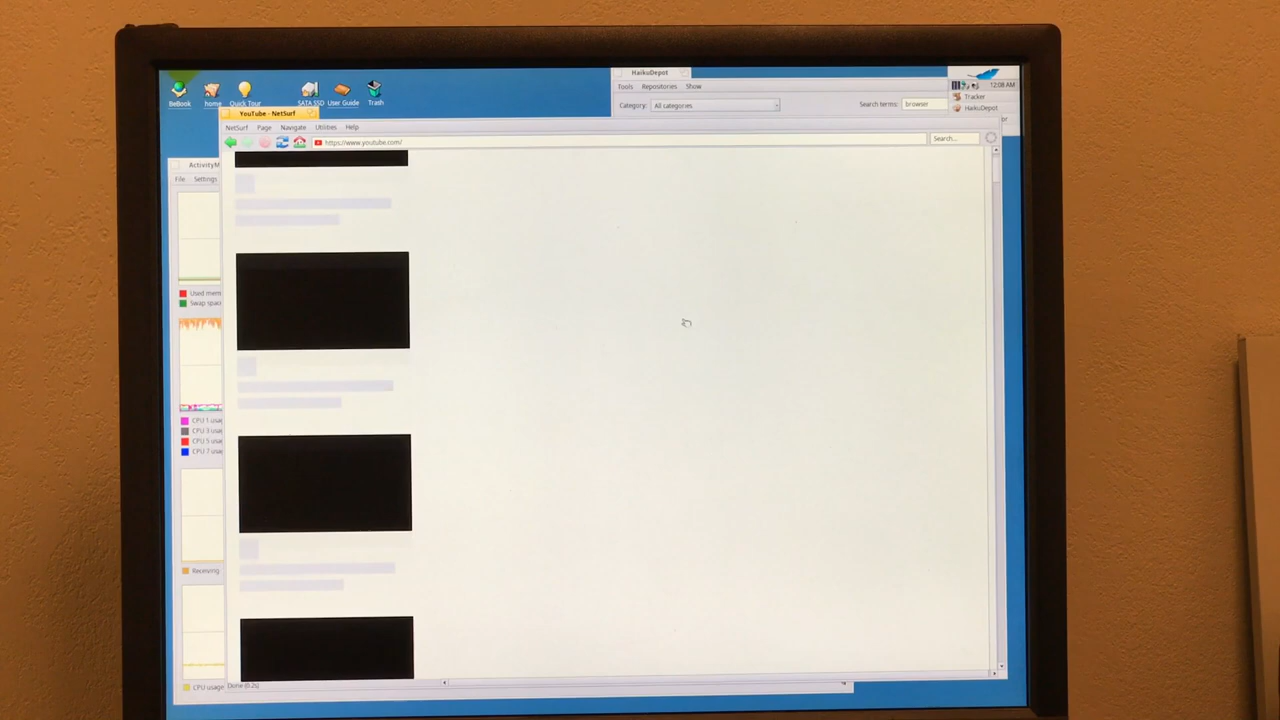 HaikuDepot
Tools Repositories Show
12:08 AM
BeBook home Quick Tour SATA SSD User Guide Trash
Tracker
HaikuDepot
Category: All categories Search terms: browser
YouTube - NetSurf
NetSurf Page Navigate Utilities Help
https://www.youtube.com/ Search...
ActivityM
File Settings
Used mem
Swap spac
CPU 1 usa
CPU 3 usa
CPU 5 usa
CPU 7 usa
Receiving
CPU usage
Done (0.2s)